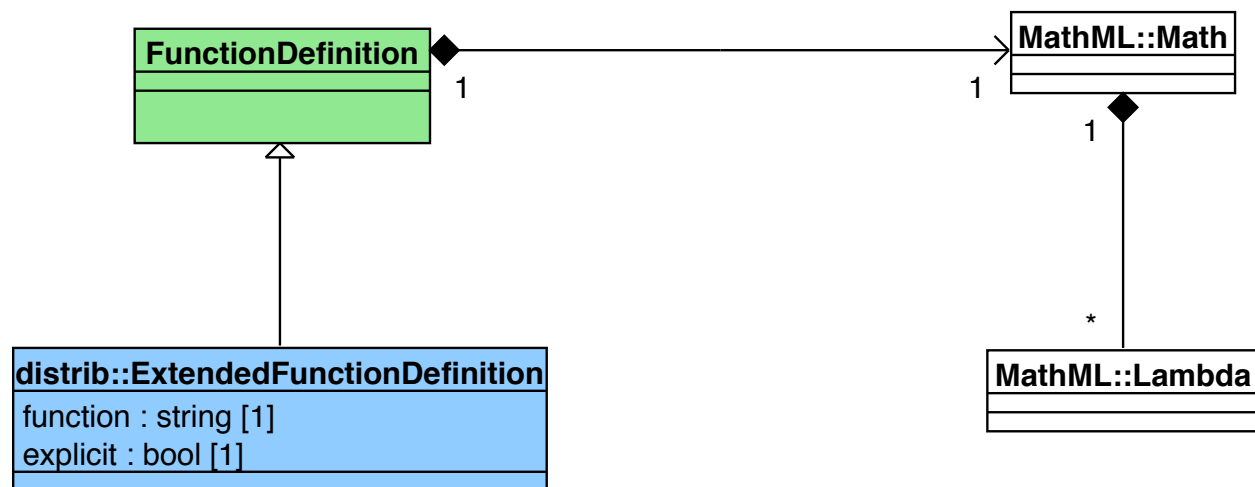 FunctionDefinition
MathML::Math
1
1
1
*
distrib::ExtendedFunctionDefinition
function : string [1]
explicit : bool [1]
MathML::Lambda